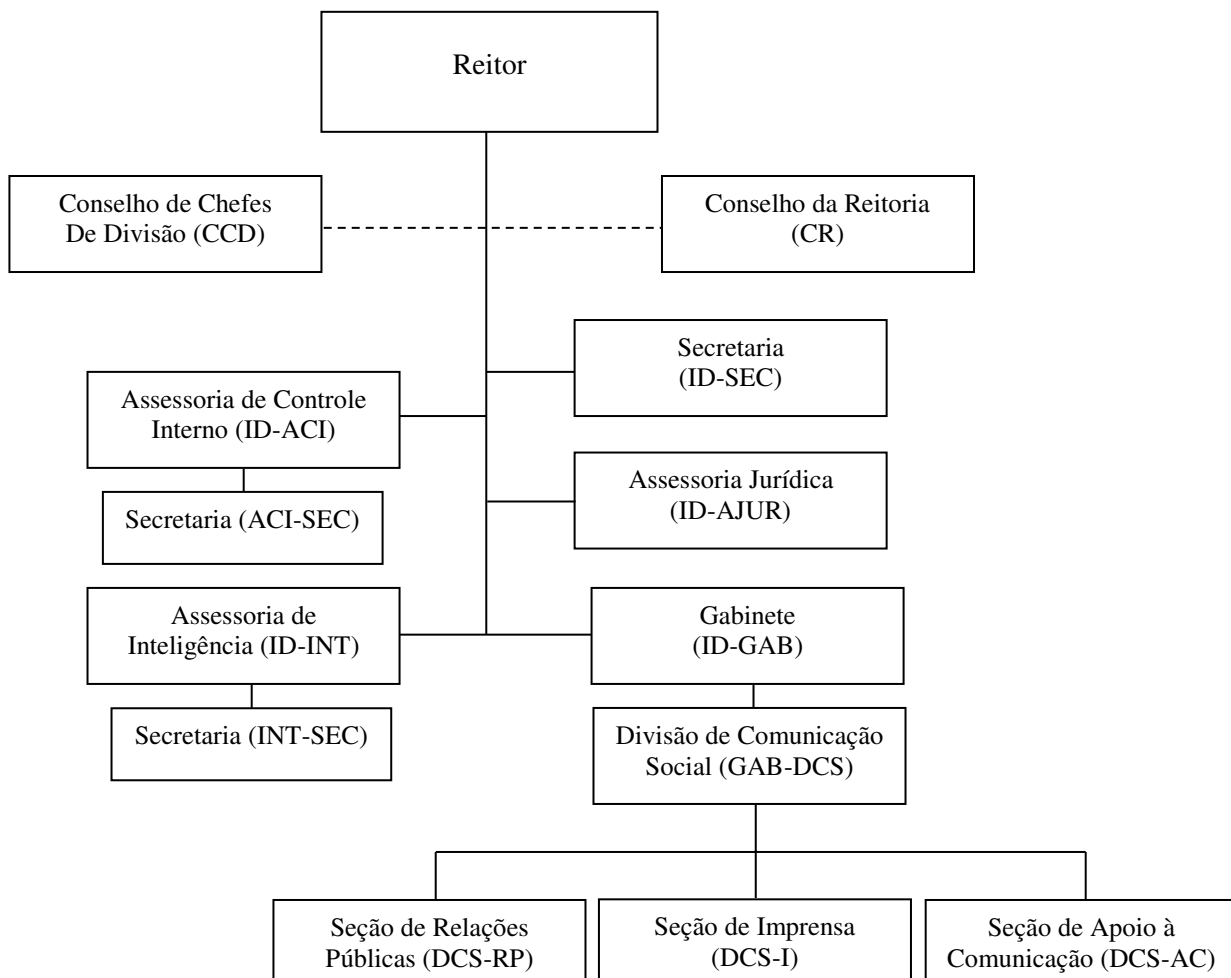 Reitor
Conselho de Chefes
De Divisão (CCD)
Conselho da Reitoria
(CR)
Secretaria
(ID-SEC)
Assessoria de Controle
Interno (ID-ACI)
Assessoria Jurídica
(ID-AJUR)
Secretaria (ACI-SEC)
Assessoria de
Inteligência (ID-INT)
Gabinete
(ID-GAB)
Secretaria (INT-SEC)
Divisão de Comunicação
Social (GAB-DCS)
Seção de Relações
Públicas (DCS-RP)
Seção de Imprensa
(DCS-I)
Seção de Apoio à
Comunicação (DCS-AC)